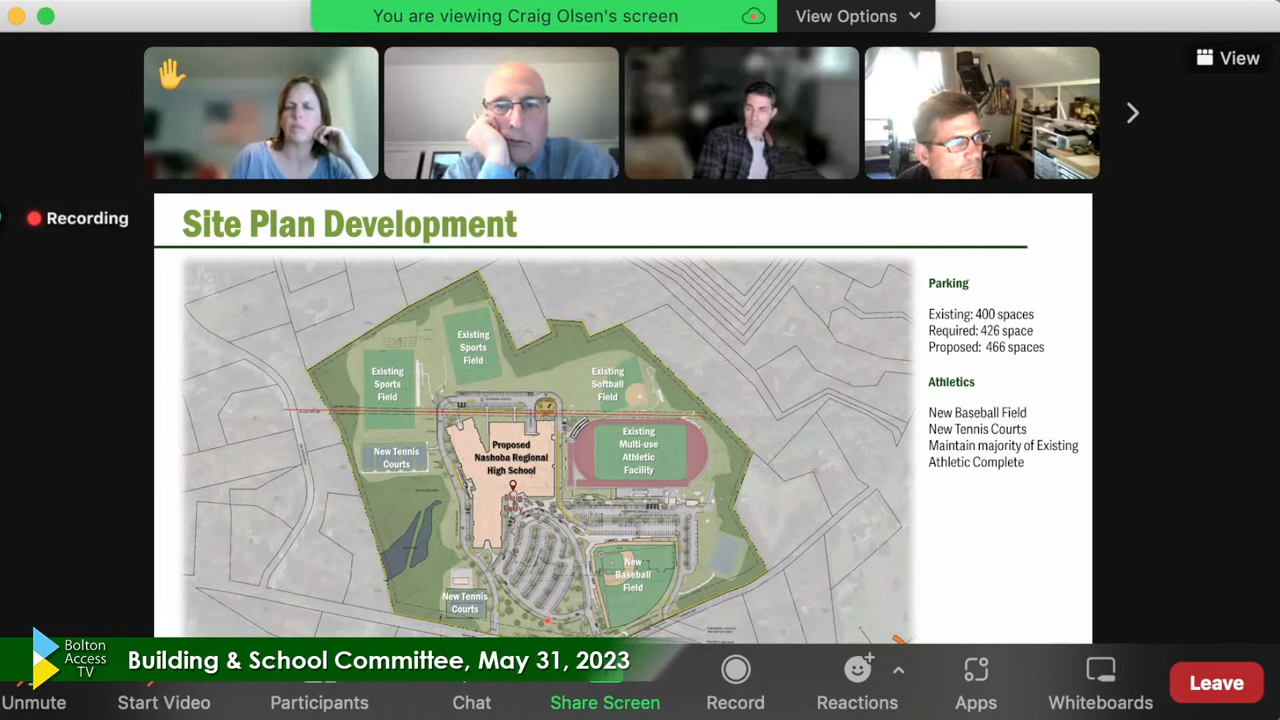 You are viewing Craig Olsen's screen
View Options
View
Recording
Site Plan Development
Parking
Existing: 400 spaces
Required: 426 space
Proposed: 466 spaces
Athletics
New Baseball Field
New Tennis Courts
Maintain majority of Existing
Athletic Complete
Existing
Sports
Field
Existing
Sports
Field
Existing
Softball
Field
New Tennis
Courts
Proposed
Nashoba Regional
High School
Existing
Multi-use
Athletic
Facility
New
Baseball
Field
New Tennis
Courts
Bolton
Access
TV
Building & School Committee, May 31, 2023
Unmute
Start Video
Participants
Chat
Share Screen
Record
Reactions
Apps
Whiteboards
Leave